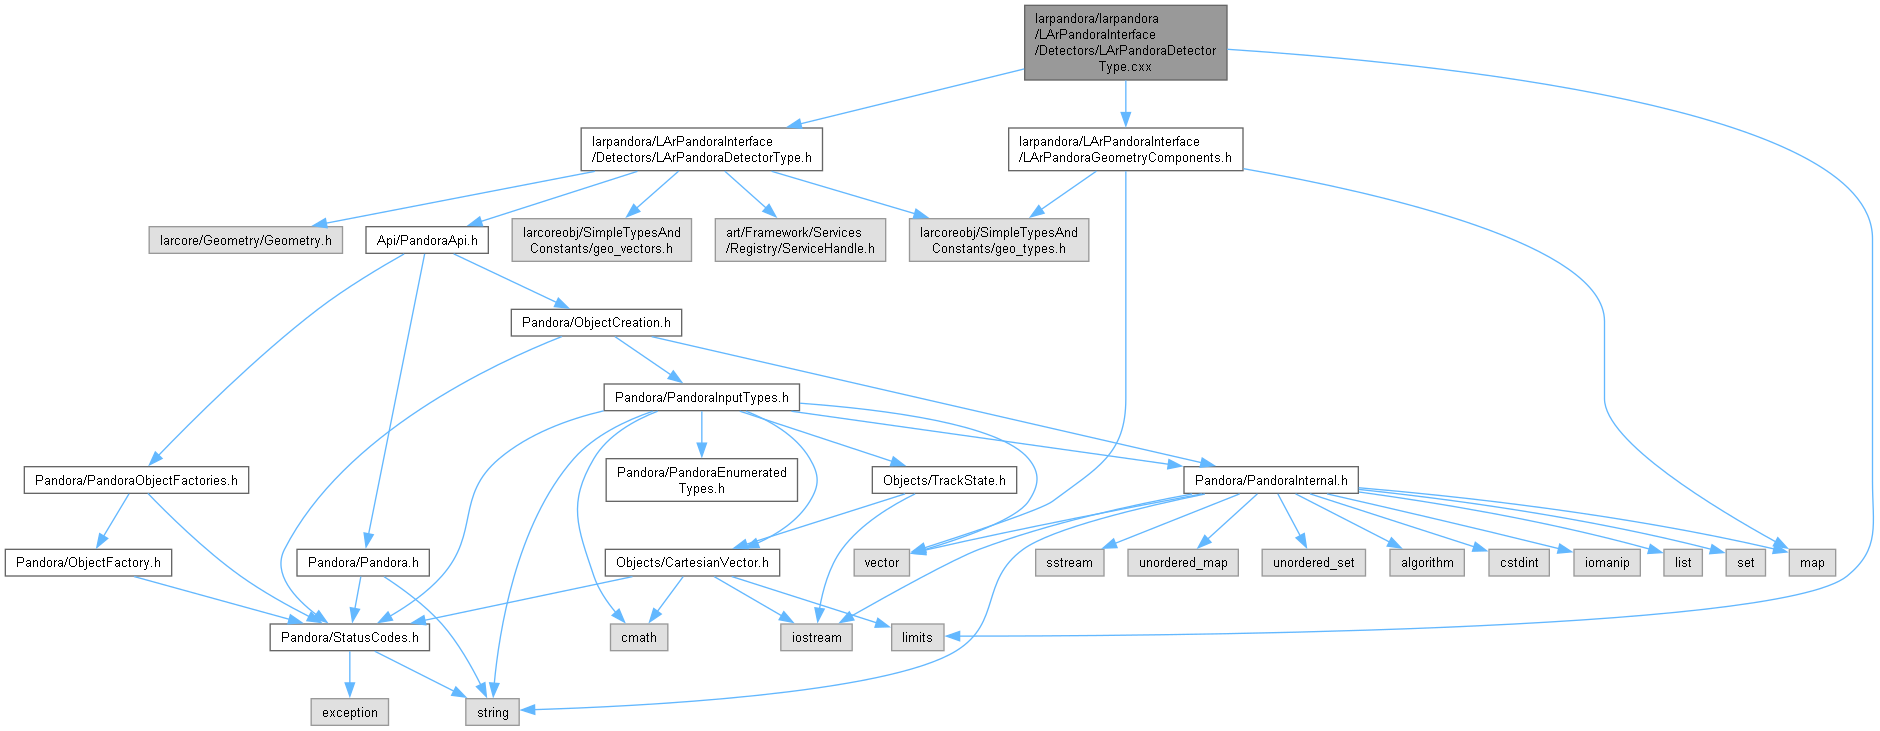 larpandora/larpandora
/LArPandoraInterface
/Detectors/LArPandoraDetector
Type.cxx
larpandora/LArPandoraInterface
/Detectors/LArPandoraDetectorType.h
larpandora/LArPandoraInterface
/LArPandoraGeometryComponents.h
larcore/Geometry/Geometry.h
Api/PandoraApi.h
larcoreobj/SimpleTypesAnd
Constants/geo_vectors.h
art/Framework/Services
/Registry/ServiceHandle.h
larcoreobj/SimpleTypesAnd
Constants/geo_types.h
Pandora/ObjectCreation.h
Pandora/PandoraInputTypes.h
Pandora/PandoraObjectFactories.h
Pandora/PandoraEnumerated
Types.h
Objects/TrackState.h
Pandora/PandoraInternal.h
Pandora/ObjectFactory.h
Pandora/Pandora.h
Objects/CartesianVector.h
vector
sstream
unordered_map
unordered_set
algorithm
cstdint
iomanip
list
set
map
Pandora/StatusCodes.h
cmath
iostream
limits
exception
string